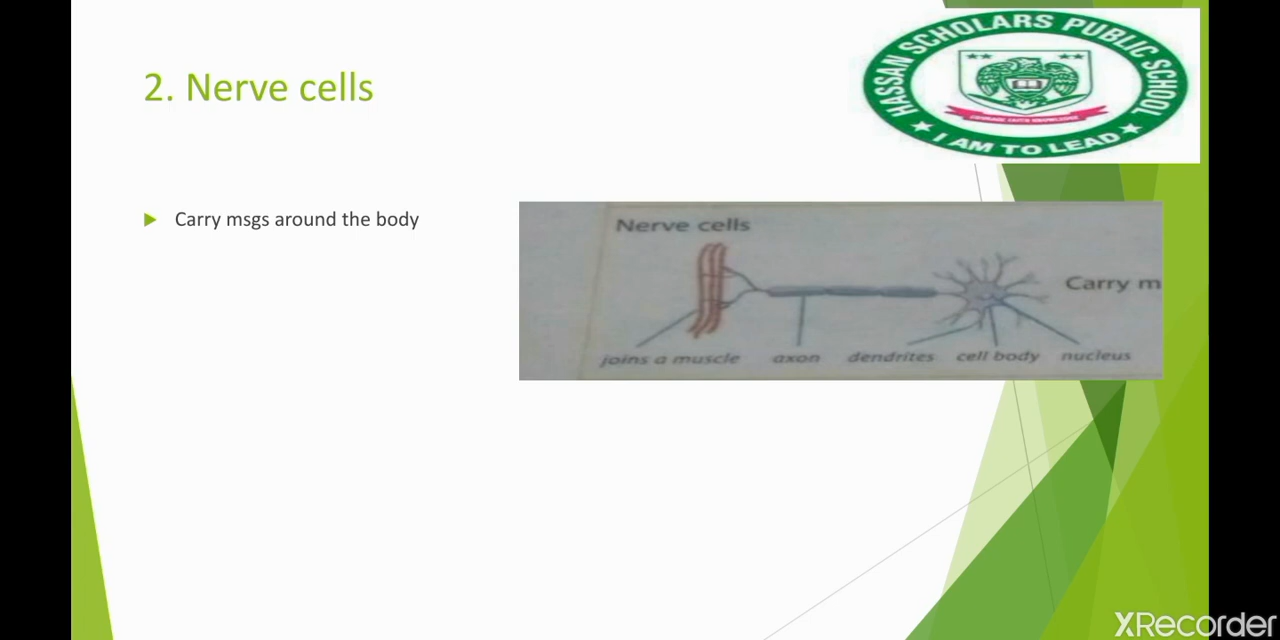 HASSAN SCHOLARS PUBLIC SCHOOL
I AM TO LEAD
2. Nerve cells
Carry msgs around the body
Nerve cells
Carry m
joins a muscle axon dendrites cell body nucleus
XRecorder